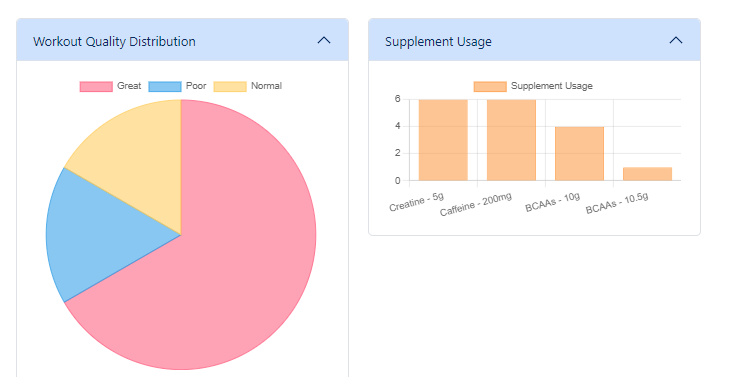 Workout Quality Distribution
Great Poor Normal
Supplement Usage
Supplement Usage
6
4
2
0
Creatine - 5g
Caffeine - 200mg
BCAAs - 10g
BCAAs - 10.5g